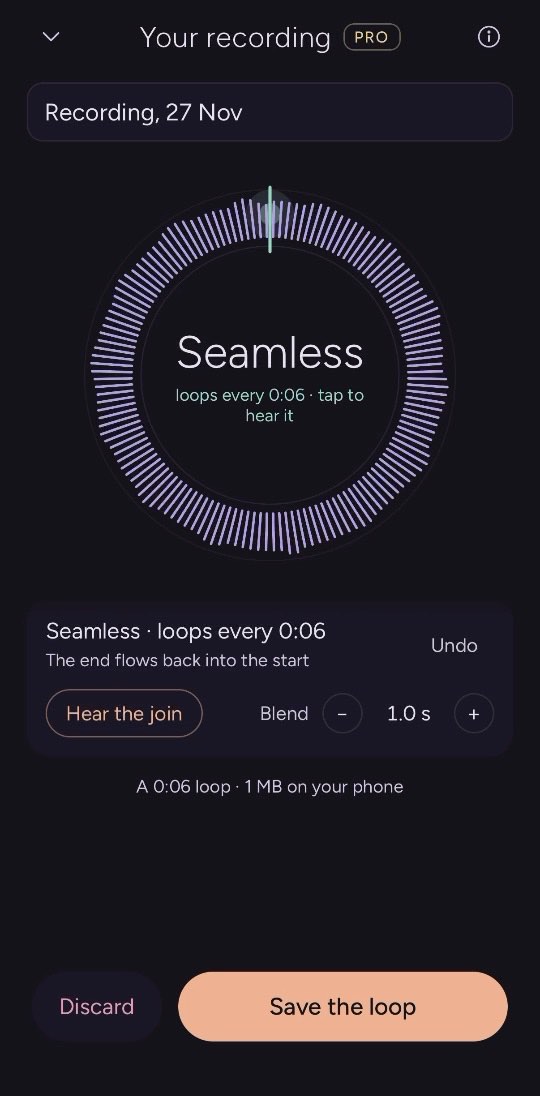 Your recording PRO
Recording, 27 Nov
Seamless
loops every 0:06 · tap to
hear it
Seamless · loops every 0:06
The end flows back into the start
Undo
Hear the join
Blend − 1.0 s +
A 0:06 loop · 1 MB on your phone
Discard
Save the loop